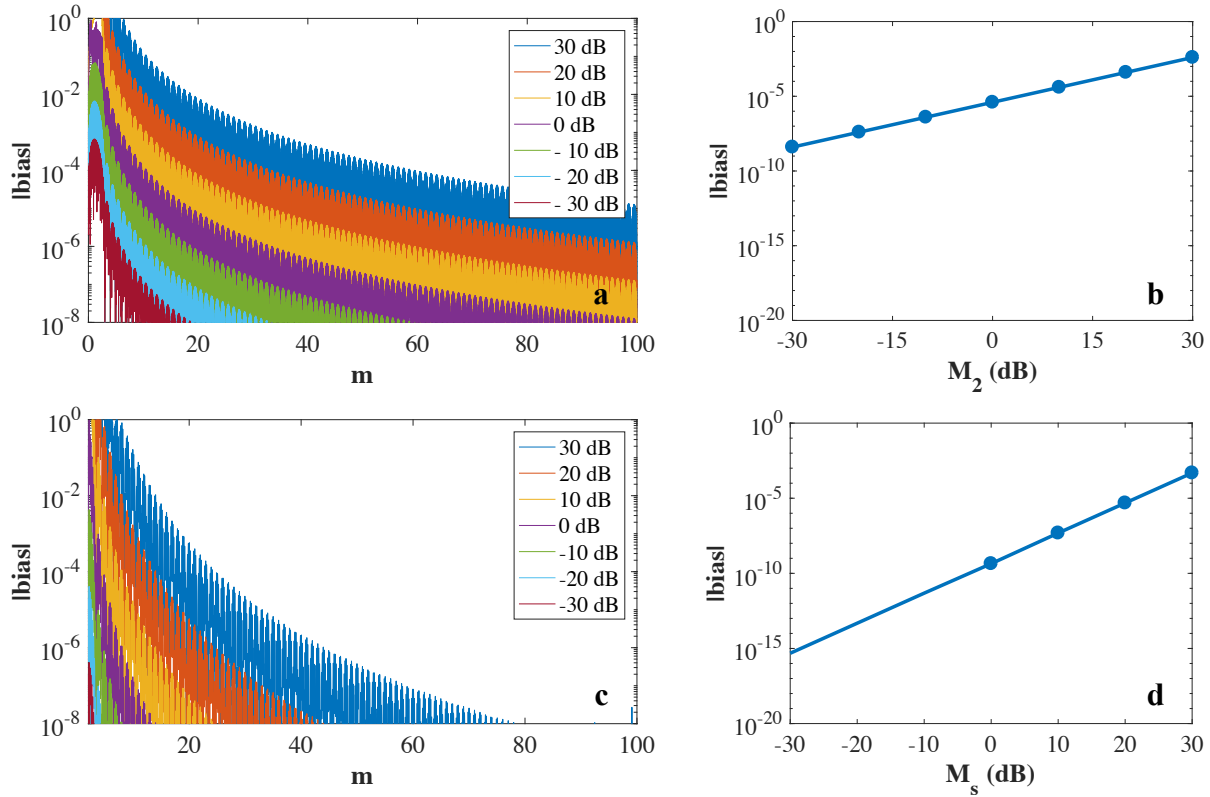 10^0
10^-2
10^-4
10^-6
10^-8
|bias|
0
20
40
60
80
100
m
30 dB
20 dB
10 dB
0 dB
- 10 dB
- 20 dB
- 30 dB
a
10^0
10^-5
10^-10
10^-15
10^-20
|bias|
-30
-15
0
15
30
M_2 (dB)
b
10^0
10^-2
10^-4
10^-6
10^-8
|bias|
20
40
60
80
100
m
30 dB
20 dB
10 dB
0 dB
-10 dB
-20 dB
-30 dB
c
10^0
10^-5
10^-10
10^-15
10^-20
|bias|
-30
-20
-10
0
10
20
30
M_s (dB)
d